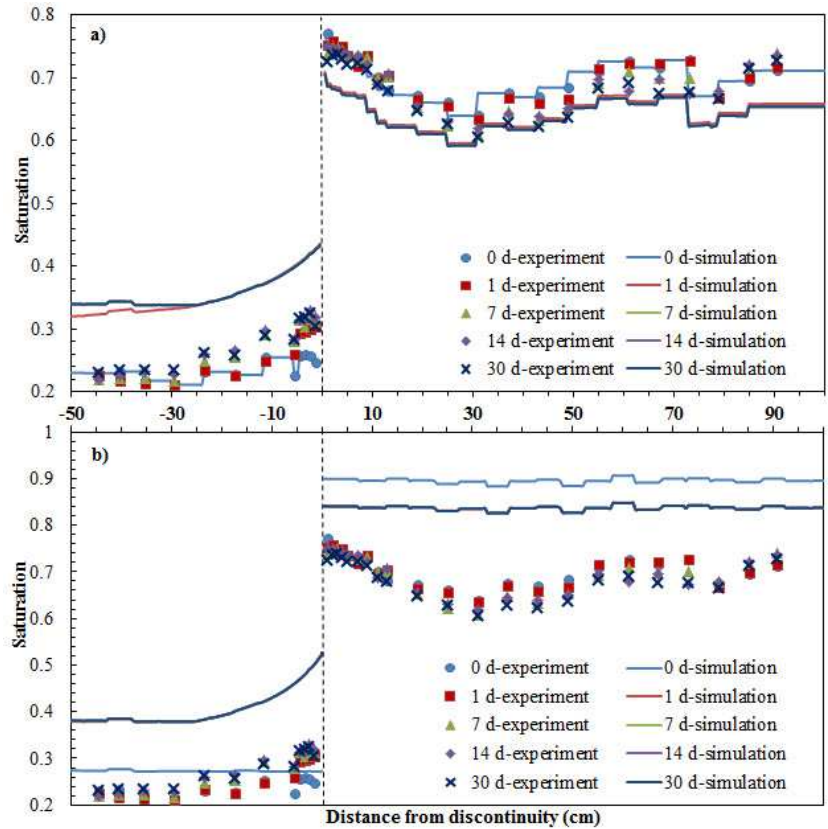 0.8
a)
0.7
0.6
0.5
Saturation
0.4
0.3
0.2
0 d-experiment 0 d-simulation
1 d-experiment 1 d-simulation
7 d-experiment 7 d-simulation
14 d-experiment 14 d-simulation
30 d-experiment 30 d-simulation
-50 -40 -30 -20 -10 10 30 50 70 90
1
b)
0.9
0.8
0.7
0.6
Saturation
0.5
0.4
0.3
0.2
0 d-experiment 0 d-simulation
1 d-experiment 1 d-simulation
7 d-experiment 7 d-simulation
14 d-experiment 14 d-simulation
30 d-experiment 30 d-simulation
Distance from discontinuity (cm)